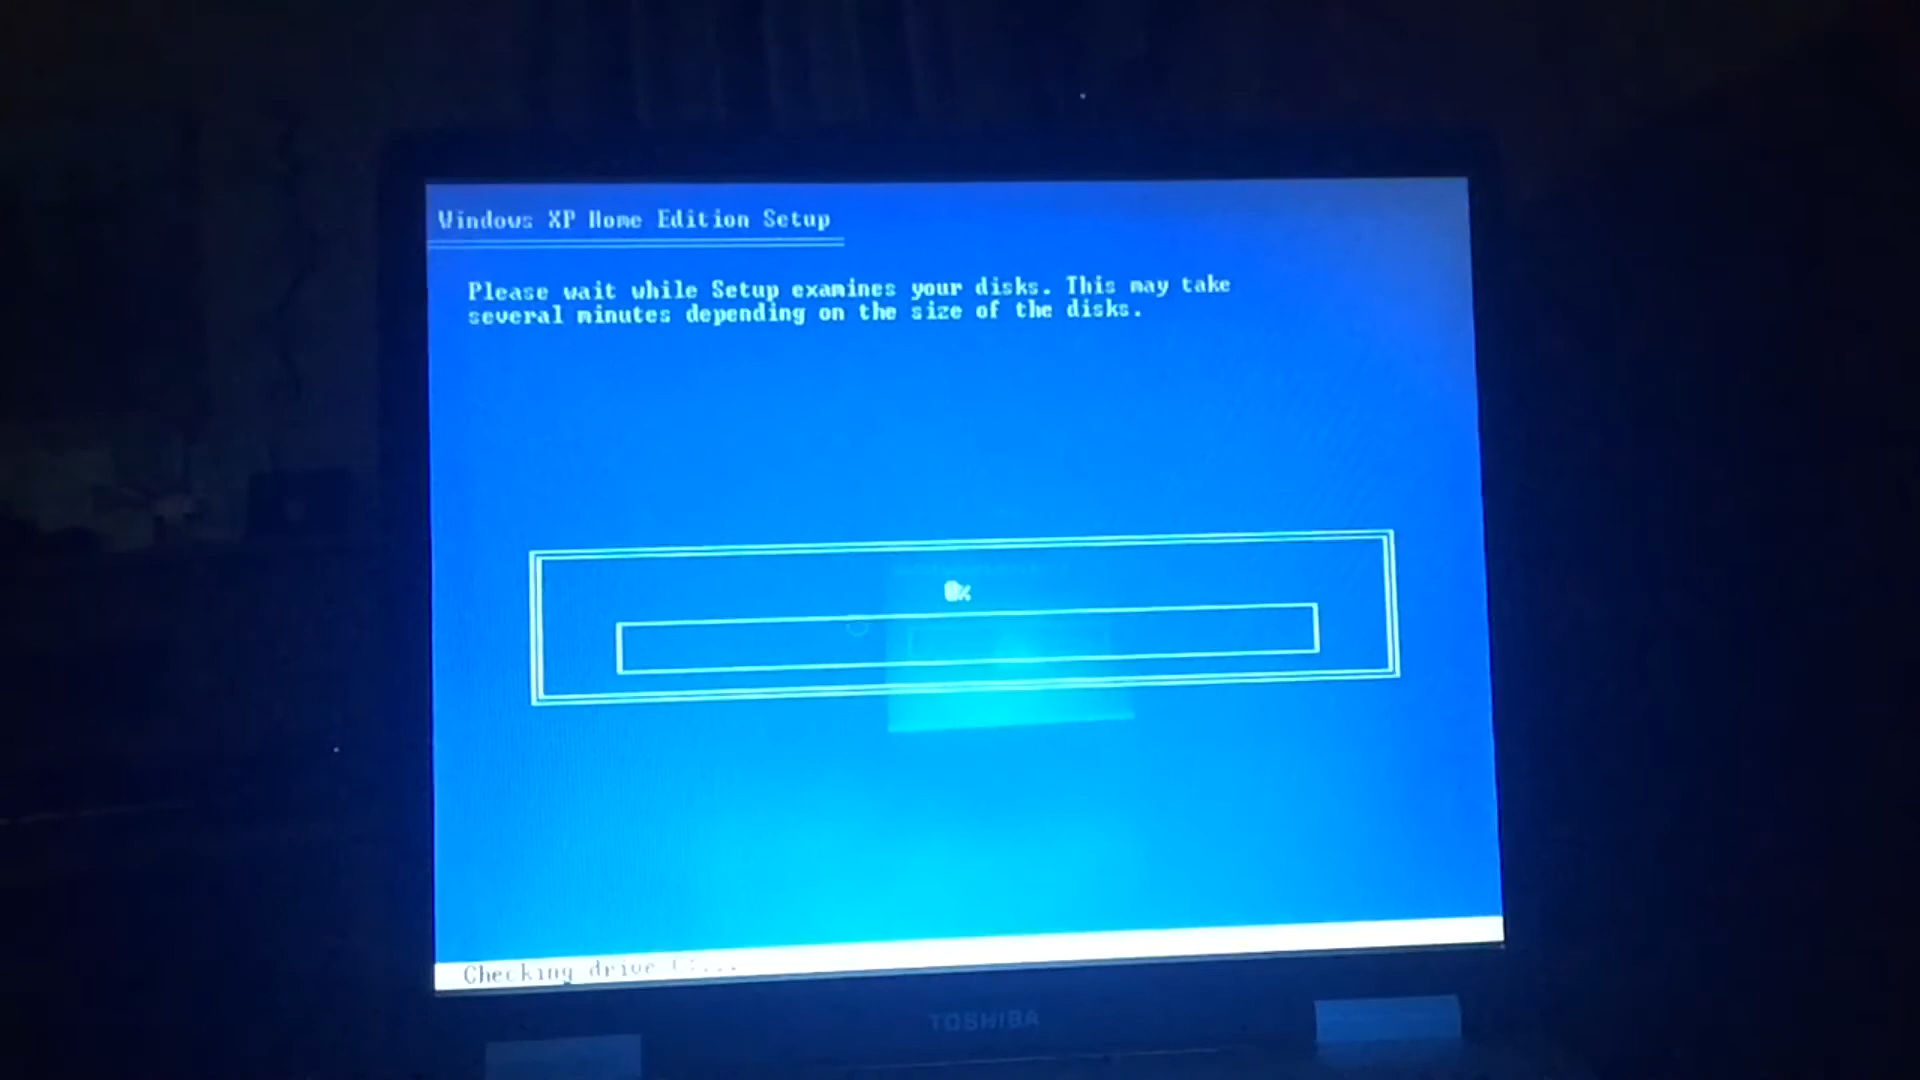 Windows XP Home Edition Setup
Please wait while Setup examines your disks. This may take
several minutes depending on the size of the disks.
0%
Checking drive C:...
TOSHIBA